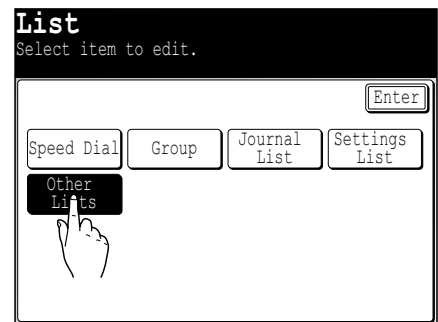 List
Select item to edit.
Enter
Speed Dial
Group
Journal
List
Settings
List
Other
Lists